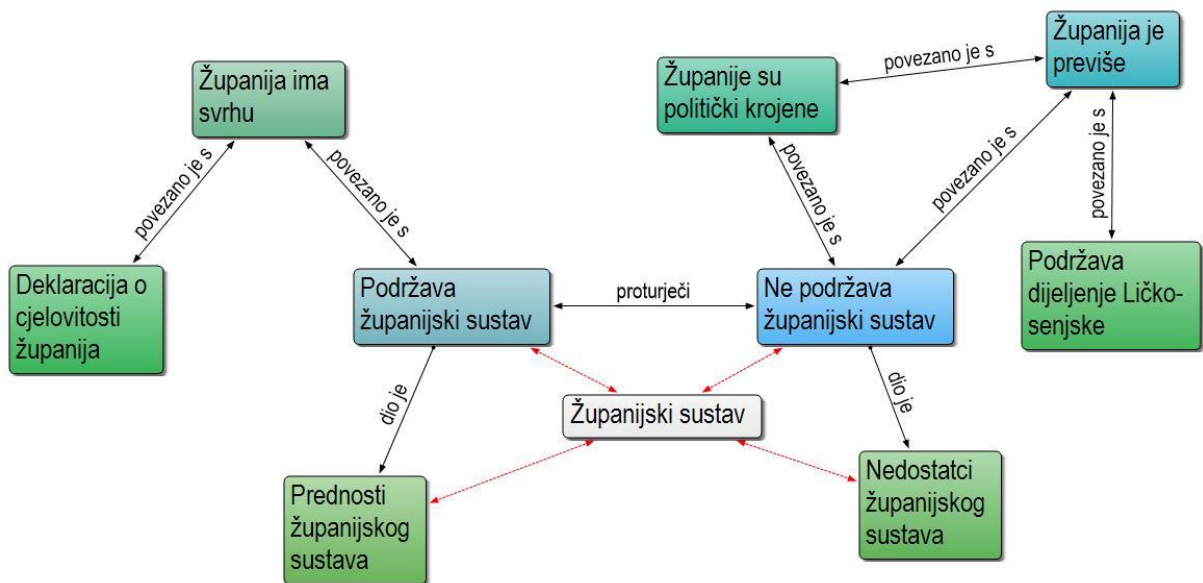 Županija ima
svrhu
Županije su
politički krojene
povezano je s
Županija je
previše
povezano je s
povezano je s
povezano je s
povezano je s
povezano je s
Deklaracija o
cjelovitosti
županija
Podržava
županijski sustav
proturječi
Ne podržava
županijski sustav
Podržava
dijeljenje Ličko-
senjske
dio je
Županijski sustav
dio je
Prednosti
županijskog
sustava
Nedostatci
županijskog
sustava